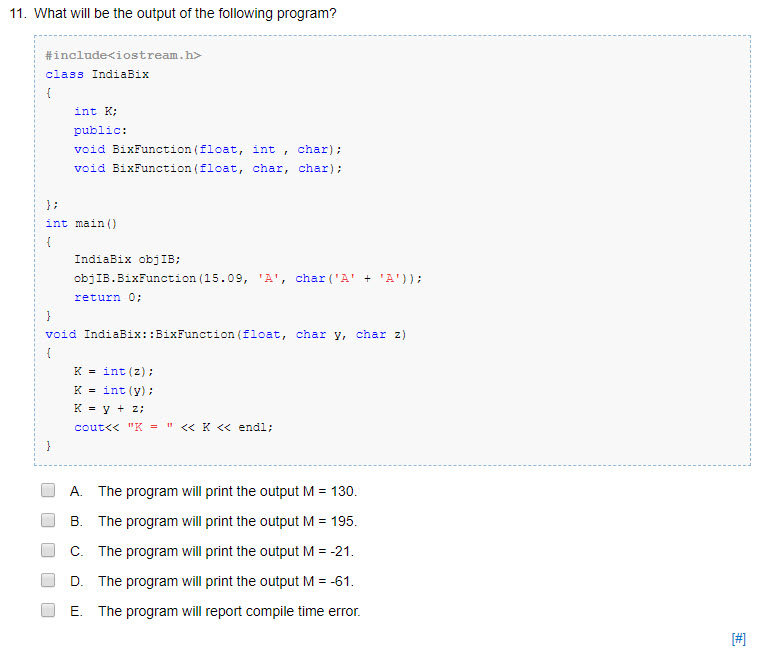 11. What will be the output of the following program?
#include<iostream.h>
class IndiaBix
{
int K;
public:
void BixFunction(float, int , char);
void BixFunction(float, char, char);
};
int main()
{
IndiaBix objIB;
objIB.BixFunction(15.09, 'A', char('A' + 'A'));
return 0;
}
void IndiaBix::BixFunction(float, char y, char z)
{
K = int(z);
K = int(y);
K = y + z;
cout<< "K = " << K << endl;
}
A. The program will print the output M = 130.
B. The program will print the output M = 195.
C. The program will print the output M = -21.
D. The program will print the output M = -61.
E. The program will report compile time error.
[#]